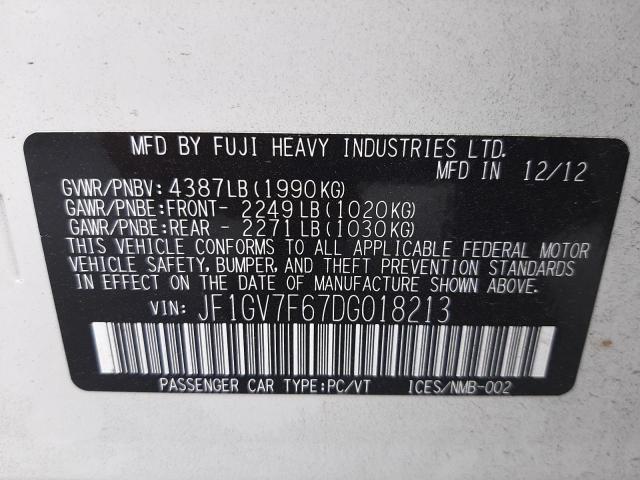 MFD BY FUJI HEAVY INDUSTRIES LTD.
MFD IN 12/12
GVWR/PNBV: 4387LB(1990KG)
GAWR/PNBE:FRONT- 2249LB(1020KG)
GAWR/PNBE:REAR - 2271LB(1030KG)
THIS VEHICLE CONFORMS TO ALL APPLICABLE FEDERAL MOTOR
VEHICLE SAFETY, BUMPER, AND THEFT PREVENTION STANDARDS
IN EFFECT ON THE DATE OF MANUFACTURE SHOWN ABOVE
VIN: JF1GV7F67DG018213
PASSENGER CAR TYPE:PC/VT ICES/NMB-002